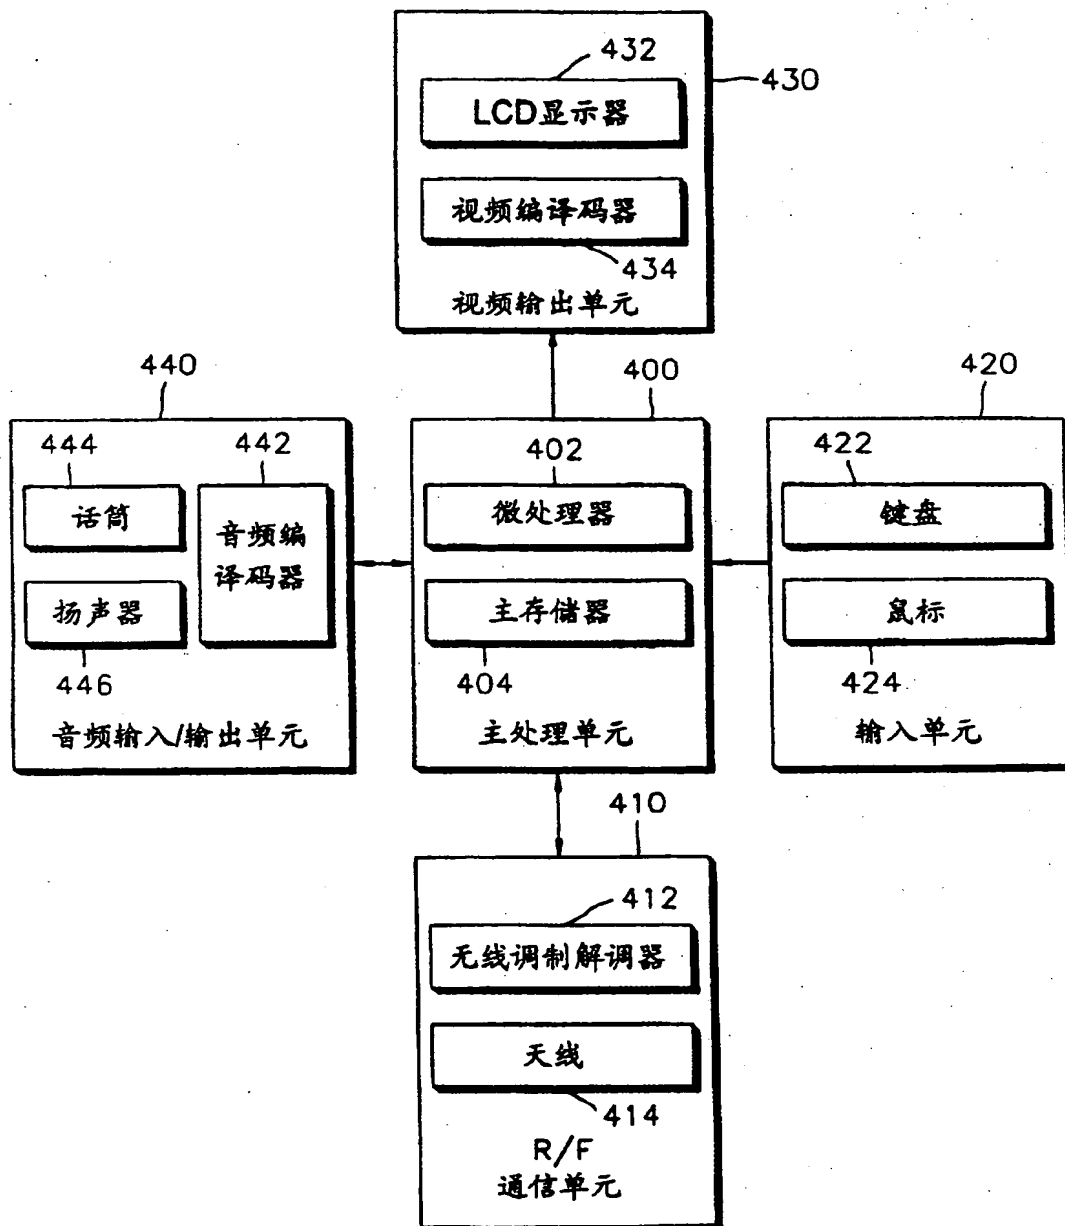 432
430
LCD显示器
视频编译码器
434
视频输出单元
440
400
420
444
442
402
422
话筒
音频编
译码器
微处理器
键盘
扬声器
主存储器
鼠标
446
404
424
音频输入/输出单元
主处理单元
输入单元
410
412
无线调制解调器
天线
414
R/F
通信单元